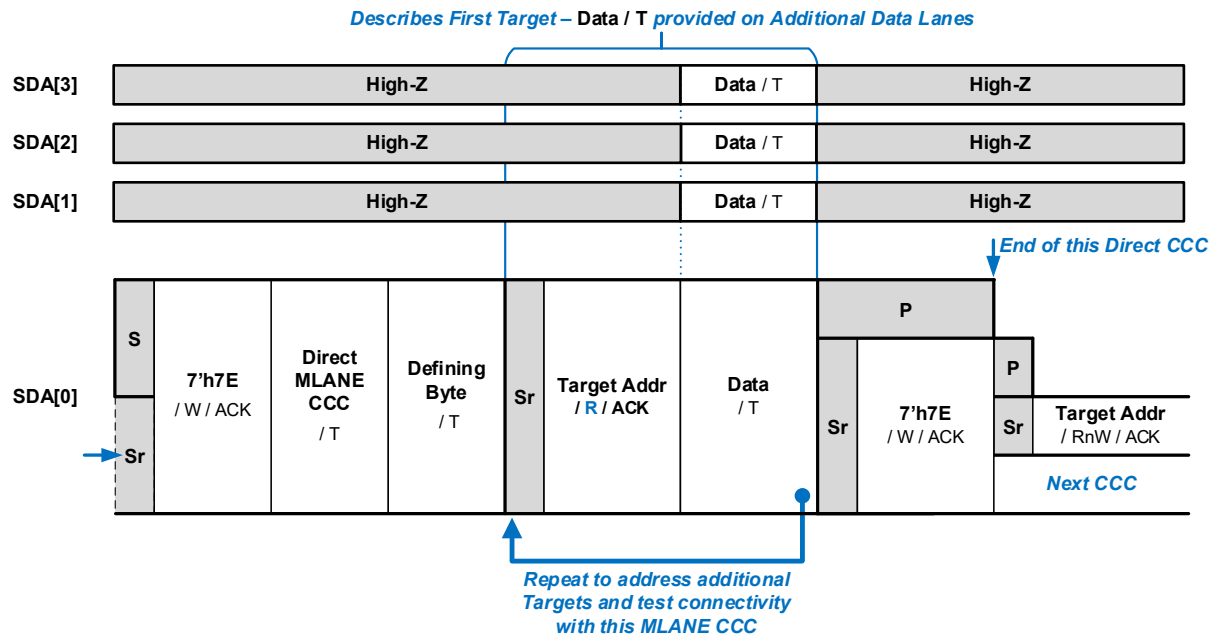 Describes First Target – Data / T provided on Additional Data Lanes
SDA[3]
High-Z
Data / T
High-Z
SDA[2]
High-Z
Data / T
High-Z
SDA[1]
High-Z
Data / T
High-Z
End of this Direct CCC
SDA[0]
S
Sr
7’h7E
/ W / ACK
Direct
MLANE
CCC
/ T
Defining
Byte
/ T
Sr
Target Addr
/ R / ACK
Data
/ T
P
Sr
7’h7E
/ W / ACK
P
Sr
Target Addr
/ RnW / ACK
Next CCC
Repeat to address additional
Targets and test connectivity
with this MLANE CCC